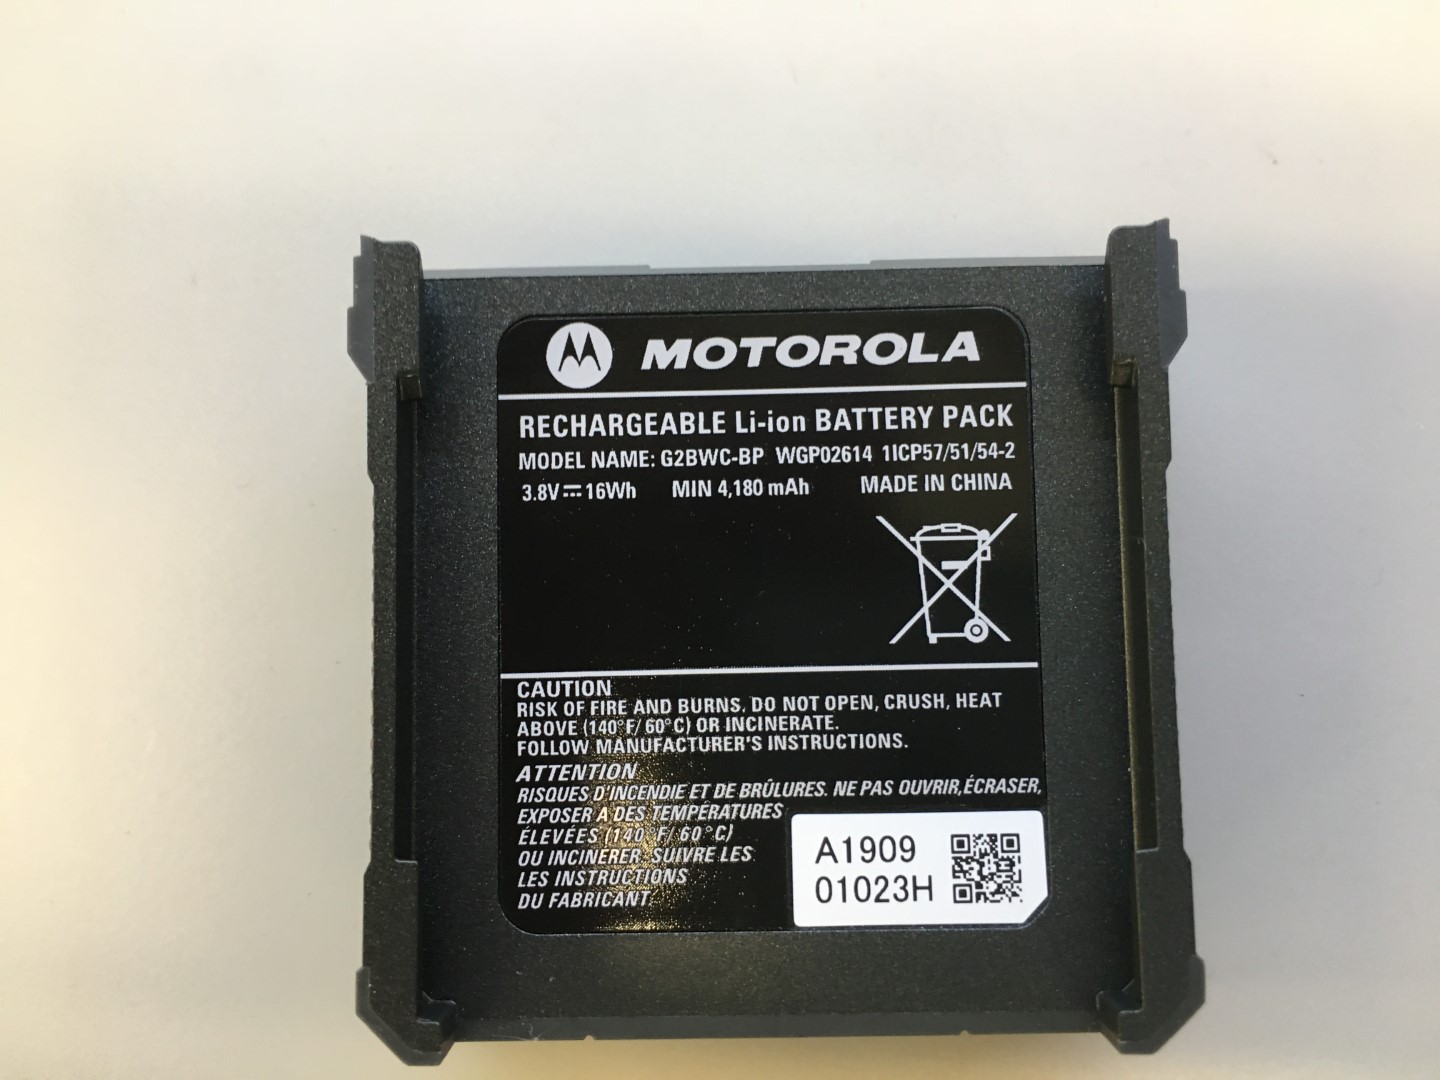 MOTOROLA
RECHARGEABLE Li-ion BATTERY PACK
MODEL NAME: G2BWC-BP WGP02614 1ICP57/51/54-2
3.8V⎓16Wh MIN 4,180 mAh MADE IN CHINA
CAUTION
RISK OF FIRE AND BURNS. DO NOT OPEN, CRUSH, HEAT
ABOVE (140°F/ 60°C) OR INCINERATE.
FOLLOW MANUFACTURER'S INSTRUCTIONS.
ATTENTION
RISQUES D'INCENDIE ET DE BRÛLURES. NE PAS OUVRIR,ÉCRASER,
EXPOSER A DES TEMPÉRATURES
ÉLEVÉES (140°F/ 60°C)
OU INCINERER. SUIVRE LES
LES INSTRUCTIONS
DU FABRICANT
A1909
01023H